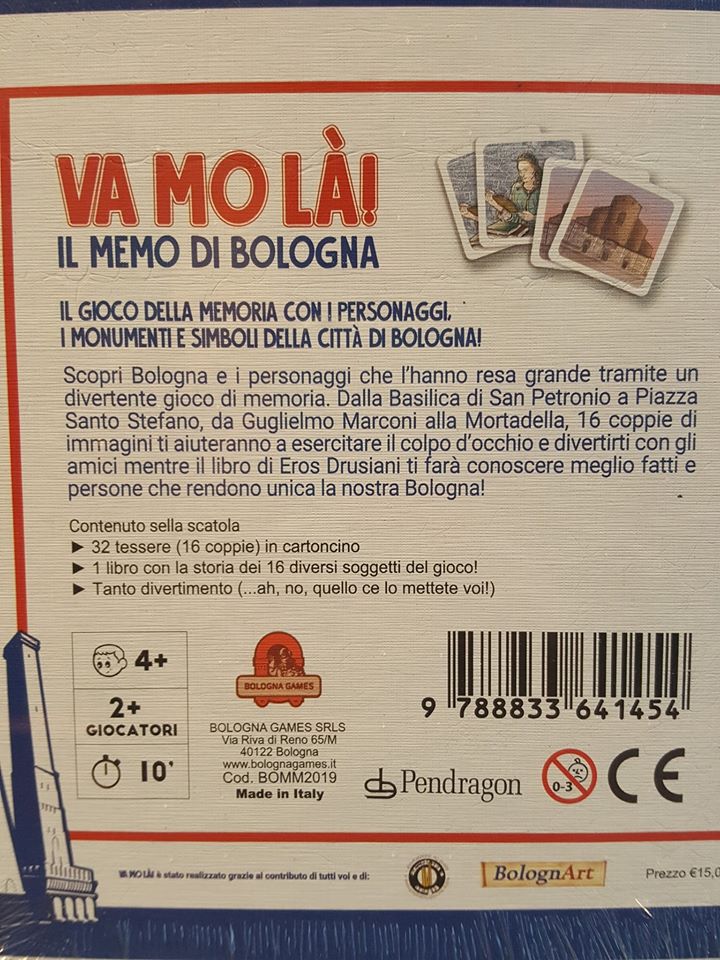 VA MO LÀ!
IL MEMO DI BOLOGNA
IL GIOCO DELLA MEMORIA CON I PERSONAGGI,
I MONUMENTI E SIMBOLI DELLA CITTÀ DI BOLOGNA!
Scopri Bologna e i personaggi che l'hanno resa grande tramite un
divertente gioco di memoria. Dalla Basilica di San Petronio a Piazza
Santo Stefano, da Guglielmo Marconi alla Mortadella, 16 coppie di
immagini ti aiuteranno a esercitare il colpo d'occhio e divertirti con gli
amici mentre il libro di Eros Drusiani ti farà conoscere meglio fatti e
persone che rendono unica la nostra Bologna!
Contenuto sella scatola
► 32 tessere (16 coppie) in cartoncino
► 1 libro con la storia dei 16 diversi soggetti del gioco!
► Tanto divertimento (...ah, no, quello ce lo mettete voi!)
4+
2+
GIOCATORI
10'
BOLOGNA GAMES
BOLOGNA GAMES SRLS
Via Riva di Reno 65/M
40122 Bologna
www.bolognagames.it
Cod. BOMM2019
Made in Italy
9 788833 641454
Pendragon
0-3
CE
VA MO LÀ! è stato realizzato grazie al contributo di tutti voi e di:
BolognArt
Prezzo €15,0